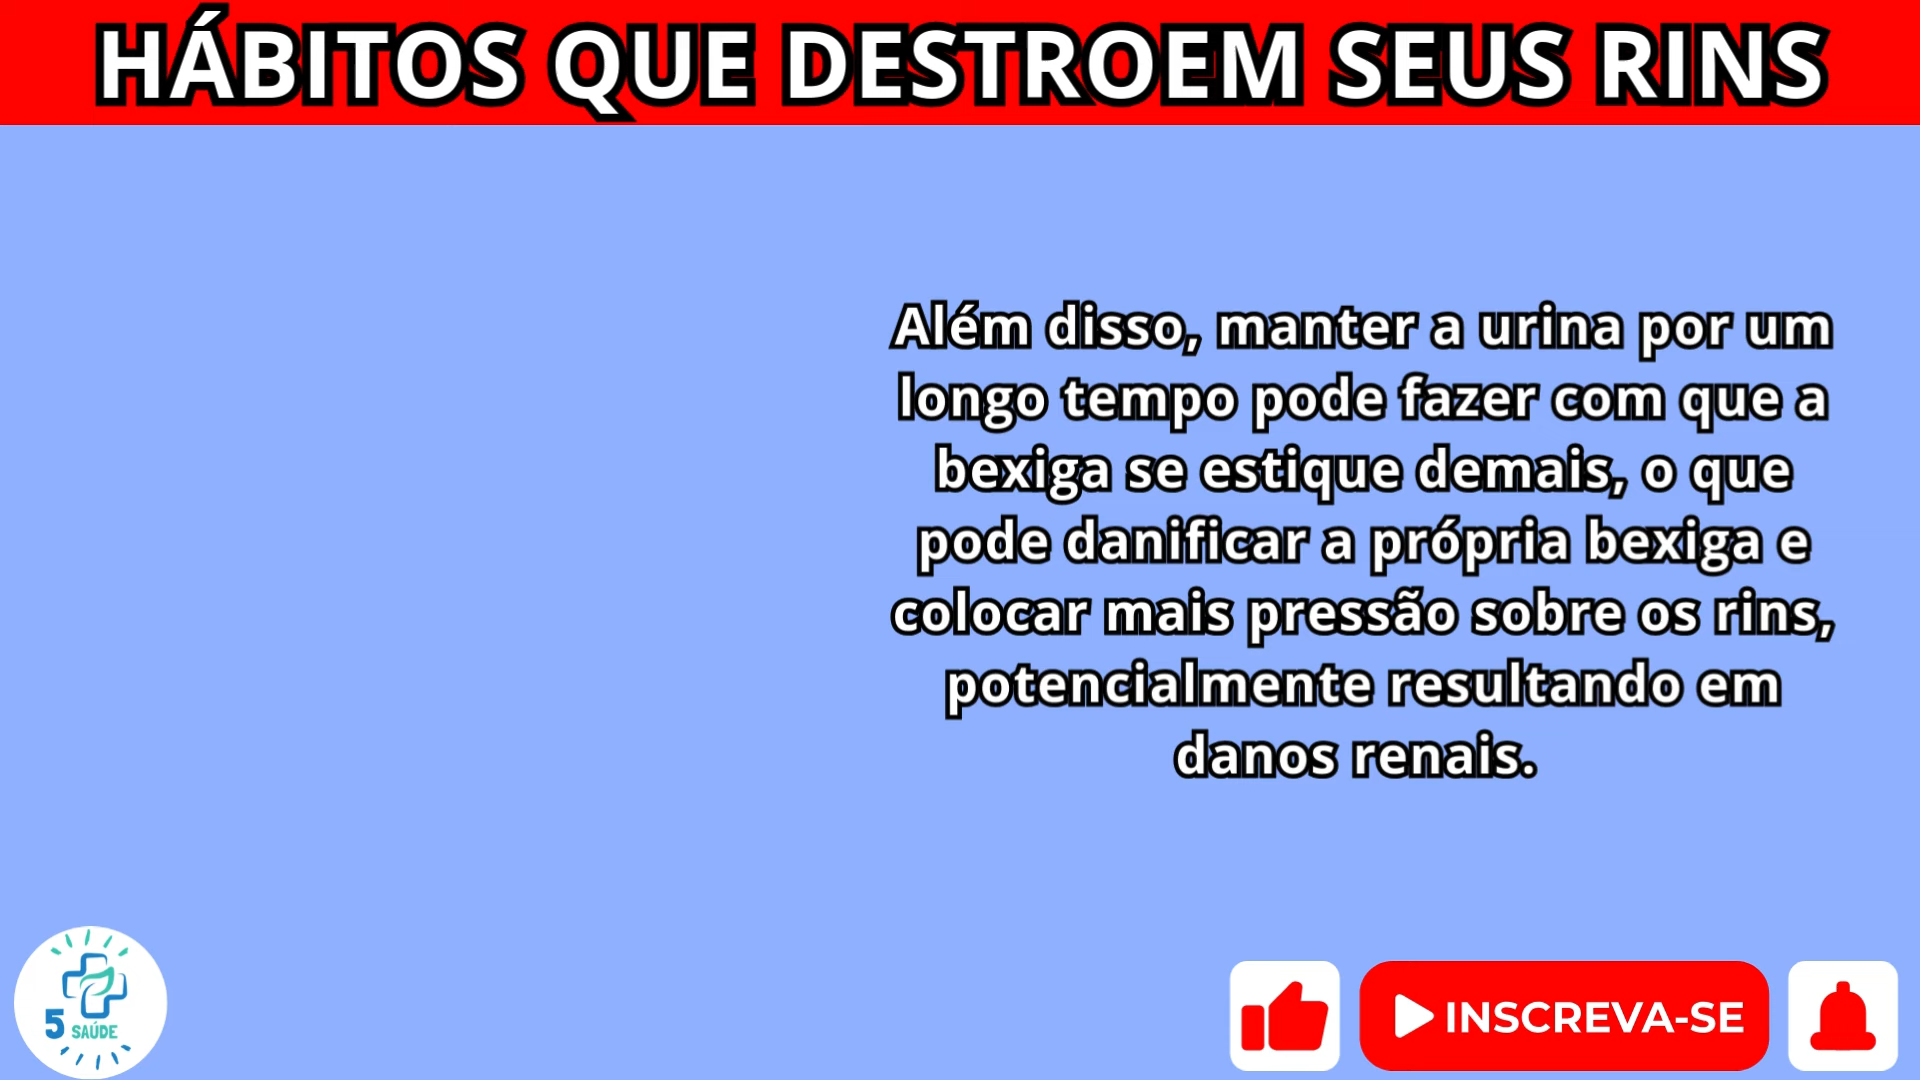 HÁBITOS QUE DESTROEM SEUS RINS
Além disso, manter a urina por um
longo tempo pode fazer com que a
bexiga se estique demais, o que
pode danificar a própria bexiga e
colocar mais pressão sobre os rins,
potencialmente resultando em
danos renais.
5 SAÚDE
INSCREVA-SE